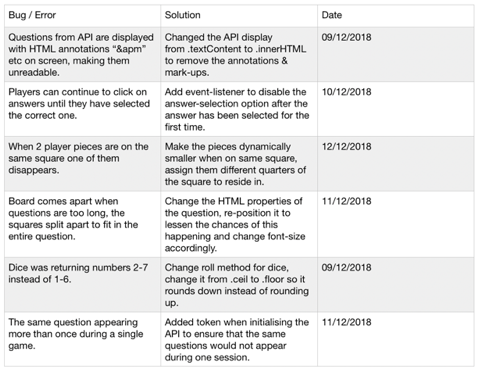 Bug / Error
Solution
Date
Questions from API are displayed
with HTML annotations “&apm”
etc on screen, making them
unreadable.
Changed the API display
from .textContent to .innerHTML
to remove the annotations &
mark-ups.
09/12/2018
Players can continue to click on
answers until they have selected
the correct one.
Add event-listener to disable the
answer-selection option after the
answer has been selected for the
first time.
10/12/2018
When 2 player pieces are on the
same square one of them
disappears.
Make the pieces dynamically
smaller when on same square,
assign them different quarters of
the square to reside in.
12/12/2018
Board comes apart when
questions are too long, the
squares split apart to fit in the
entire question.
Change the HTML properties of
the question, re-position it to
lessen the chances of this
happening and change font-size
accordingly.
11/12/2018
Dice was returning numbers 2-7
instead of 1-6.
Change roll method for dice,
change it from .ceil to .floor so it
rounds down instead of rounding
up.
09/12/2018
The same question appearing
more than once during a single
game.
Added token when initialising the
API to ensure that the same
questions would not appear
during one session.
11/12/2018